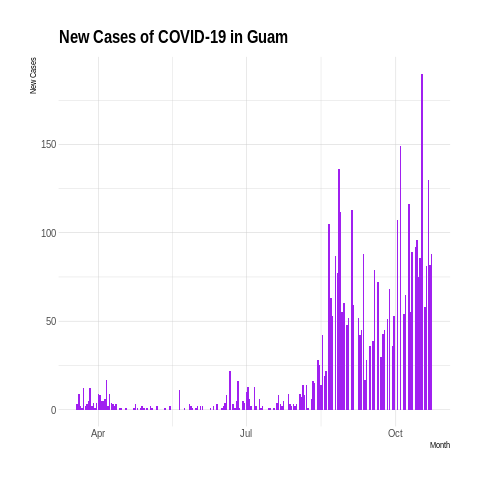 New Cases of COVID-19 in Guam
New Cases
150
100
50
0
Apr
Jul
Oct
Month